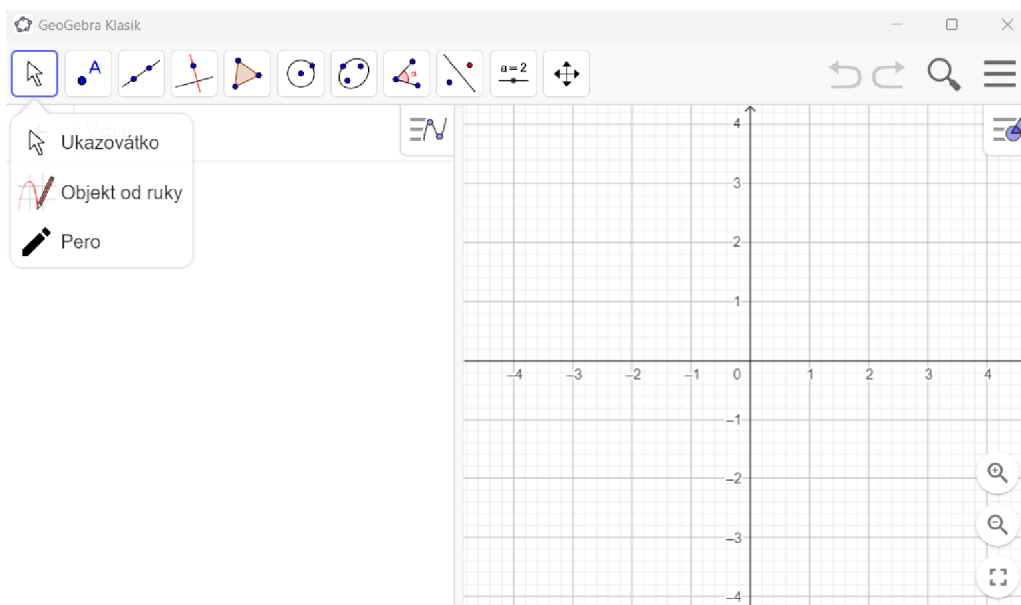 GeoGebra Klasik
A
α
a=2
Ukazovátko
Objekt od ruky
Pero
4
3
2
1
–4 –3 –2 –1 0 1 2 3 4
–1
–2
–3
–4